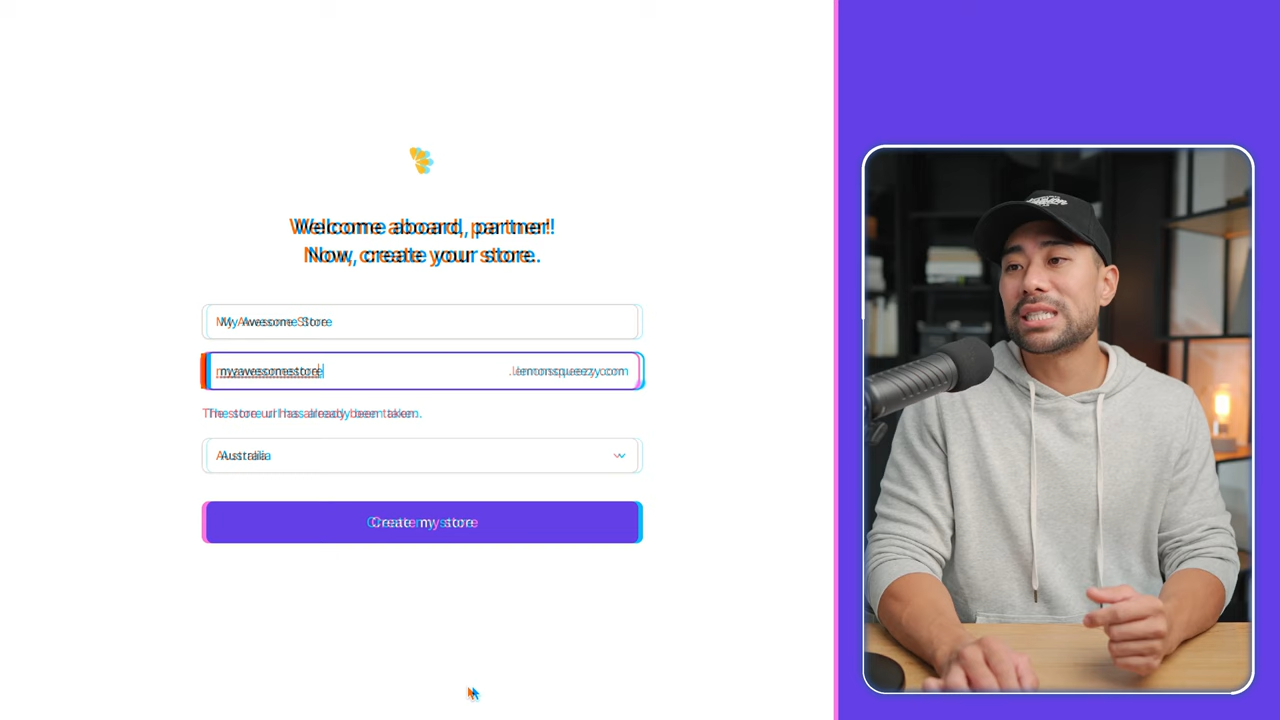 Welcome aboard, partner!
Now, create your store.
My Awesome Store
myawesomestore .lemonsqueezy.com
The store url has already been taken.
Australia
Create my store